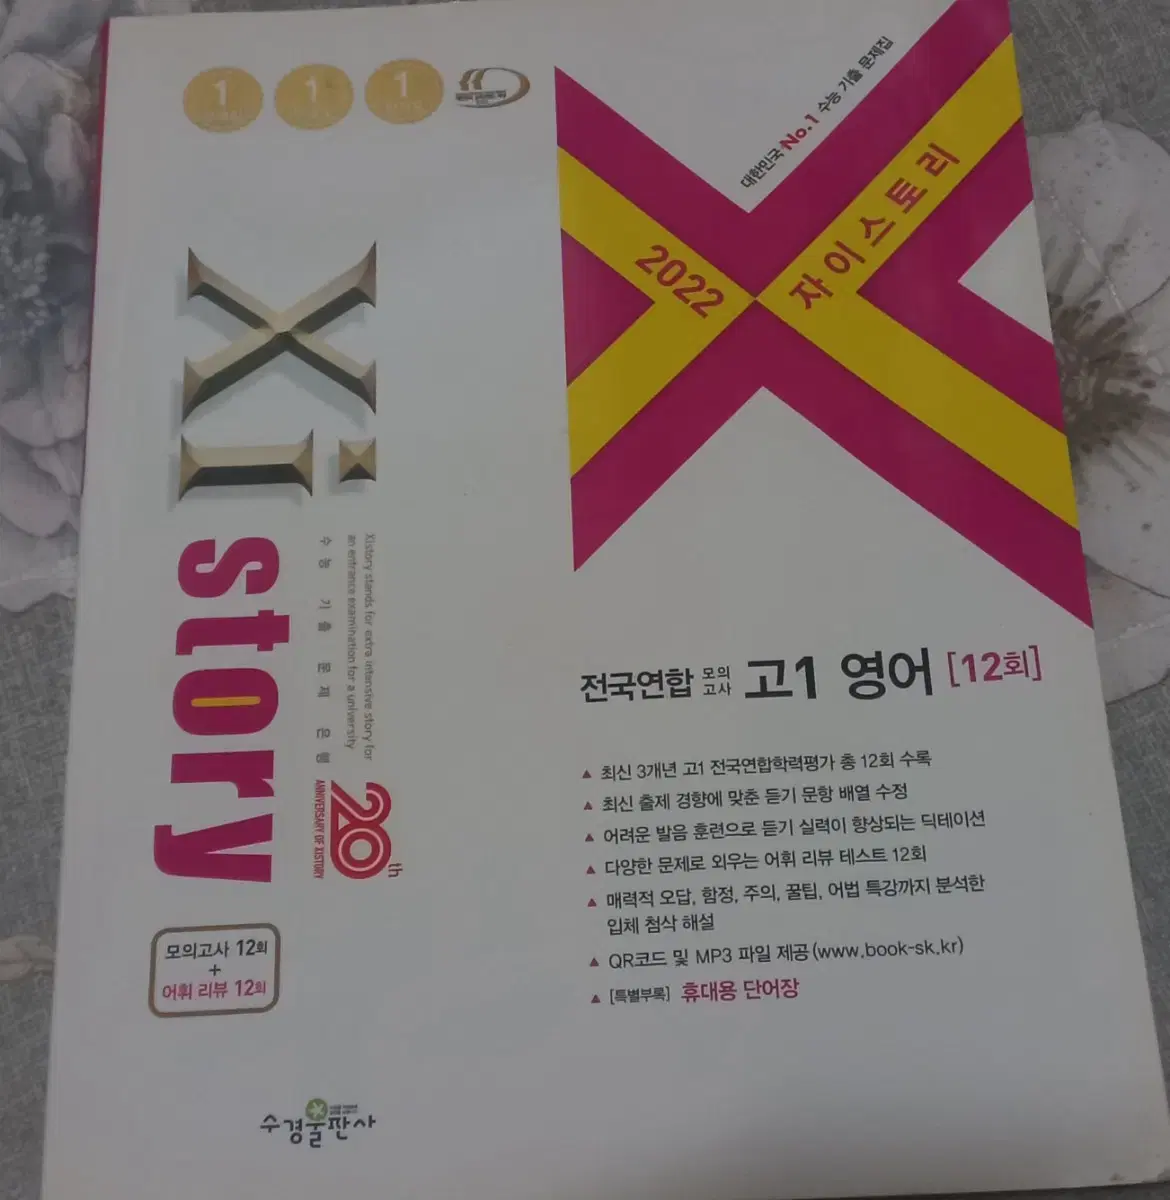 1
1
1
대한민국 No.1 수능 기출 문제집
2022
자이스토리
Xi
story
Xistory stands for extra intensive story for
an entrance examination for a university
수능 기출 문제 은행
20th
ANNIVERSARY OF XISTORY
전국연합 모의고사 고1 영어 [12회]
▲ 최신 3개년 고1 전국연합학력평가 총 12회 수록
▲ 최신 출제 경향에 맞춘 듣기 문항 배열 수정
▲ 어려운 발음 훈련으로 듣기 실력이 향상되는 딕테이션
▲ 다양한 문제로 외우는 어휘 리뷰 테스트 12회
▲ 매력적 오답, 함정, 주의, 꿀팁, 어법 특강까지 분석한
입체 첨삭 해설
▲ QR코드 및 MP3 파일 제공(www.book-sk.kr)
▲ [특별부록] 휴대용 단어장
모의고사 12회
+
어휘 리뷰 12회
수경출판사